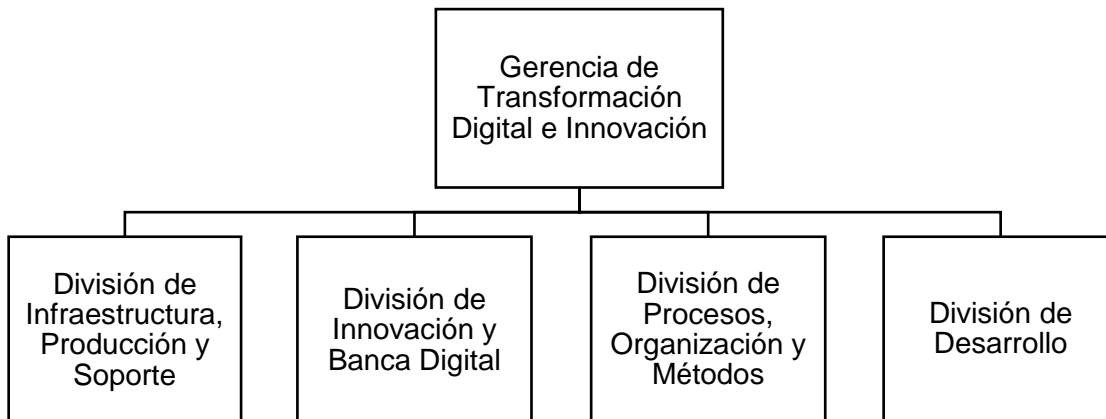 Gerencia de
Transformación
Digital e Innovación
División de
Infraestructura,
Producción y
Soporte
División de
Innovación y
Banca Digital
División de
Procesos,
Organización y
Métodos
División de
Desarrollo